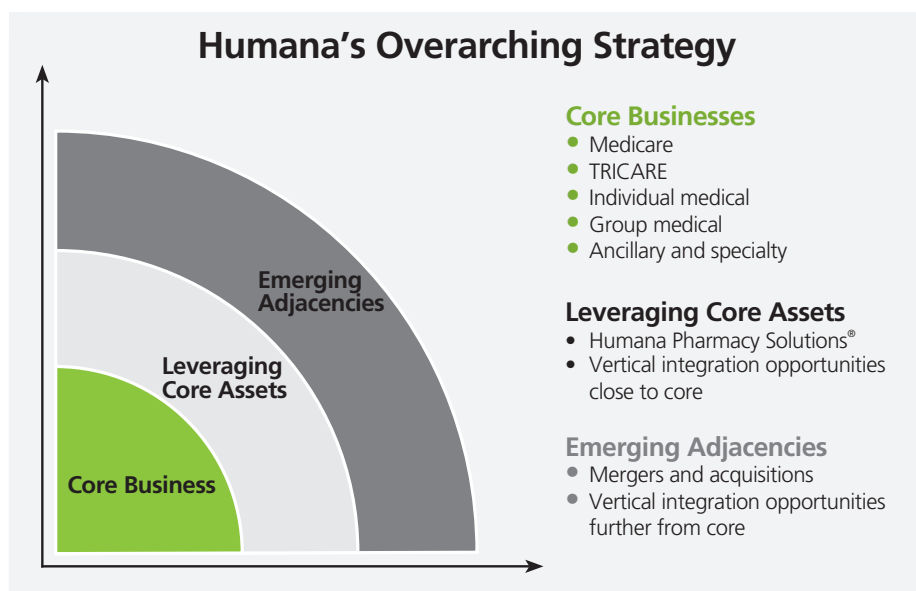 Humana's Overarching Strategy
Emerging
Adjacencies
Leveraging
Core Assets
Core Business
Core Businesses
• Medicare
• TRICARE
• Individual medical
• Group medical
• Ancillary and specialty
Leveraging Core Assets
• Humana Pharmacy Solutions®
• Vertical integration opportunities
close to core
Emerging Adjacencies
• Mergers and acquisitions
• Vertical integration opportunities
further from core